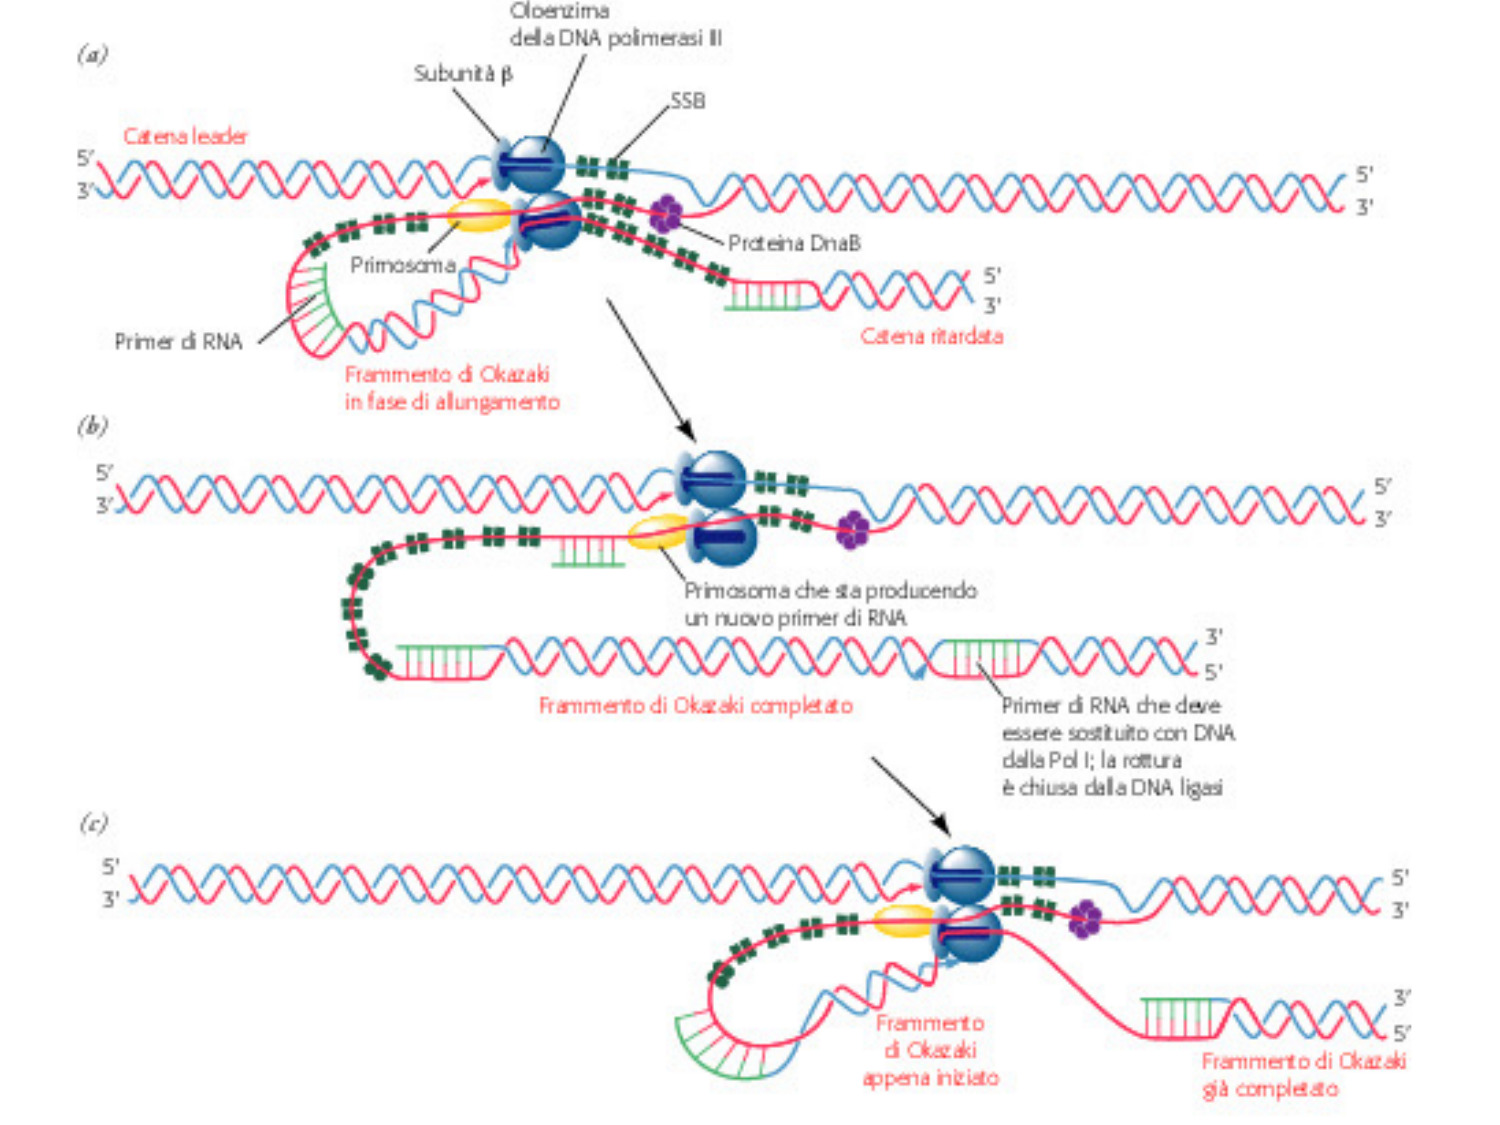 (a)
Oloenzima
della DNA polimerasi III
Subunità β
SSB
Catena leader
5′
3′
5'
3'
Proteina DnaB
Primosoma
5'
3'
Primer di RNA
Catena ritardata
Frammento di Okazaki
in fase di allungamento
(b)
5′
3′
5'
3'
Primosoma che sta producendo
un nuovo primer di RNA
3'
5'
Frammento di Okazaki completato
Primer di RNA che deve
essere sostituito con DNA
dalla Pol I; la rottura
è chiusa dalla DNA ligasi
(c)
5'
3'
5'
3'
3'
5'
Frammento
di Okazaki
appena iniziato
Frammento di Okazaki
già completato